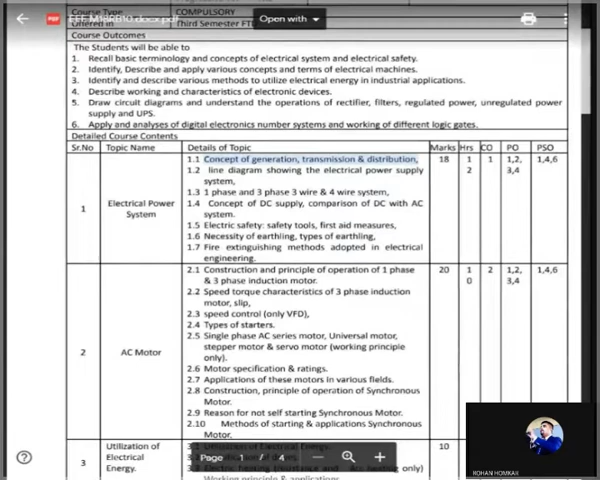 Course Type COMPULSORY
EEE M18RB10.docx.pdf
Open with
Offered in Third Semester
Course Outcomes
The Students will be able to
1. Recall basic terminology and concepts of electrical system and electrical safety.
2. Identify, Describe and apply various concepts and terms of electrical machines.
3. Identify and describe various methods to utilize electrical energy in industrial applications.
4. Describe working and characteristics of electronic devices.
5. Draw circuit diagrams and understand the operations of rectifier, filters, regulated power, unregulated power
supply and UPS.
6. Apply and analyses of digital electronics number systems and working of different logic gates.
Detailed Course Contents
Sr.No Topic Name Details of Topic Marks Hrs CO PO PSO
1.1 Concept of generation, transmission & distribution, 18 1 1 1,2, 1,4,6
1.2 line diagram showing the electrical power supply 2 3,4
system,
1.3 1 phase and 3 phase 3 wire & 4 wire system,
1 Electrical Power System 1.4 Concept of DC supply, comparison of DC with AC
system.
1.5 Electric safety: safety tools, first aid measures,
1.6 Necessity of earthling, types of earthling,
1.7 Fire extinguishing methods adopted in electrical
engineering.
2.1 Construction and principle of operation of 1 phase 20 1 2 1,2, 1,4,6
& 3 phase induction motor. 0 3,4
2.2 Speed torque characteristics of 3 phase induction
motor, slip,
2.3 speed control (only VFD),
2.4 Types of starters.
2.5 Single phase AC series motor, Universal motor,
2 AC Motor stepper motor & servo motor (working principle
only).
2.6 Motor specification & ratings.
2.7 Applications of these motors in various fields.
2.8 Construction, principle of operation of Synchronous
Motor.
2.9 Reason for not self starting Synchronous Motor.
2.10 Methods of starting & applications Synchronous
Motor.
3 Utilization of Electrical Energy. 10
Page 1 / 4
Working principle & applications
ROHAN HOMKAR